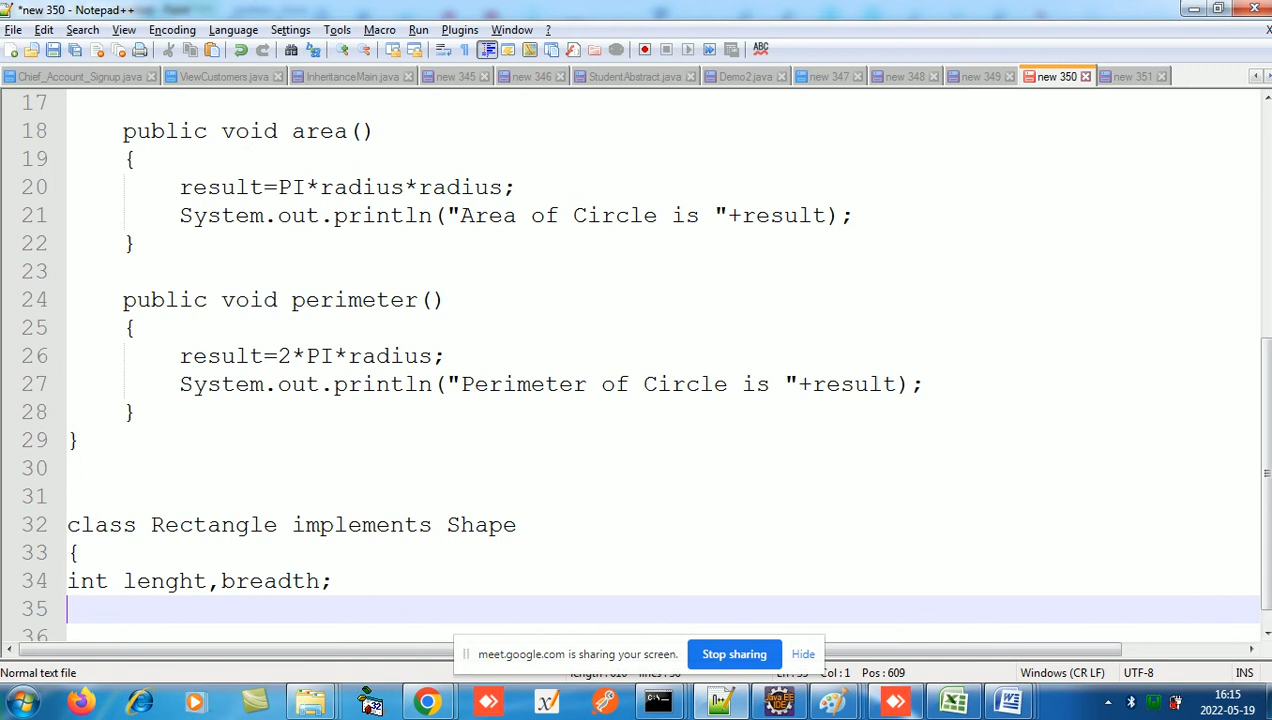 *new 350 - Notepad++
File Edit Search View Encoding Language Settings Tools Macro Run Plugins Window ?
Chief_Account_Signup.java ViewCustomers.java InheritanceMain.java new 345 new 346 StudentAbstract.java Demo2.java new 347 new 348 new 349 new 350 new 351
17
18 public void area()
19 {
20 result=PI*radius*radius;
21 System.out.println("Area of Circle is "+result);
22 }
23
24 public void perimeter()
25 {
26 result=2*PI*radius;
27 System.out.println("Perimeter of Circle is "+result);
28 }
29 }
30
31
32 class Rectangle implements Shape
33 {
34 int lenght,breadth;
35
36
meet.google.com is sharing your screen. Stop sharing Hide
Normal text file Col : 1 Pos : 609 Windows (CR LF) UTF-8 INS
16:15
2022-05-19